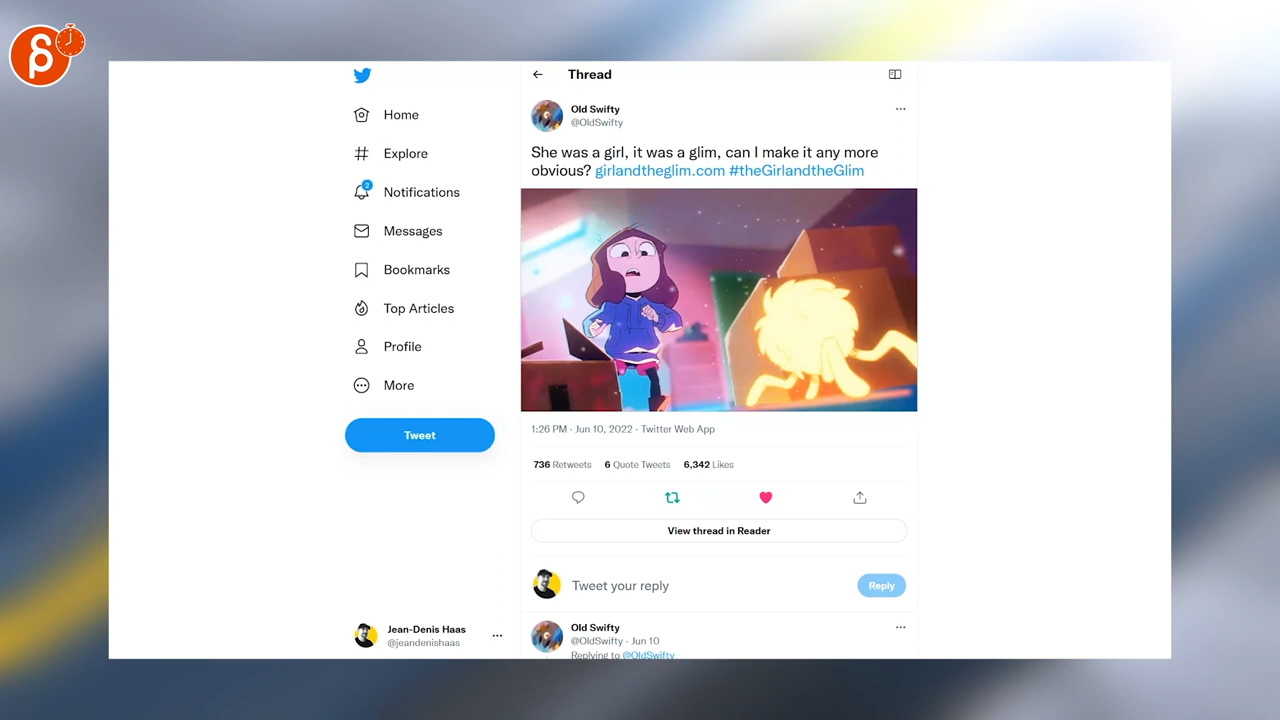 Home
Explore
2
Notifications
Messages
Bookmarks
Top Articles
Profile
More
Tweet
Jean-Denis Haas
@jeandenishaas
Thread
Old Swifty
@OldSwifty
She was a girl, it was a glim, can I make it any more
obvious? girlandtheglim.com #theGirlandtheGlim
1:26 PM · Jun 10, 2022 · Twitter Web App
736 Retweets 6 Quote Tweets 6,342 Likes
View thread in Reader
Tweet your reply
Reply
Old Swifty
@OldSwifty · Jun 10
Replying to @OldSwifty